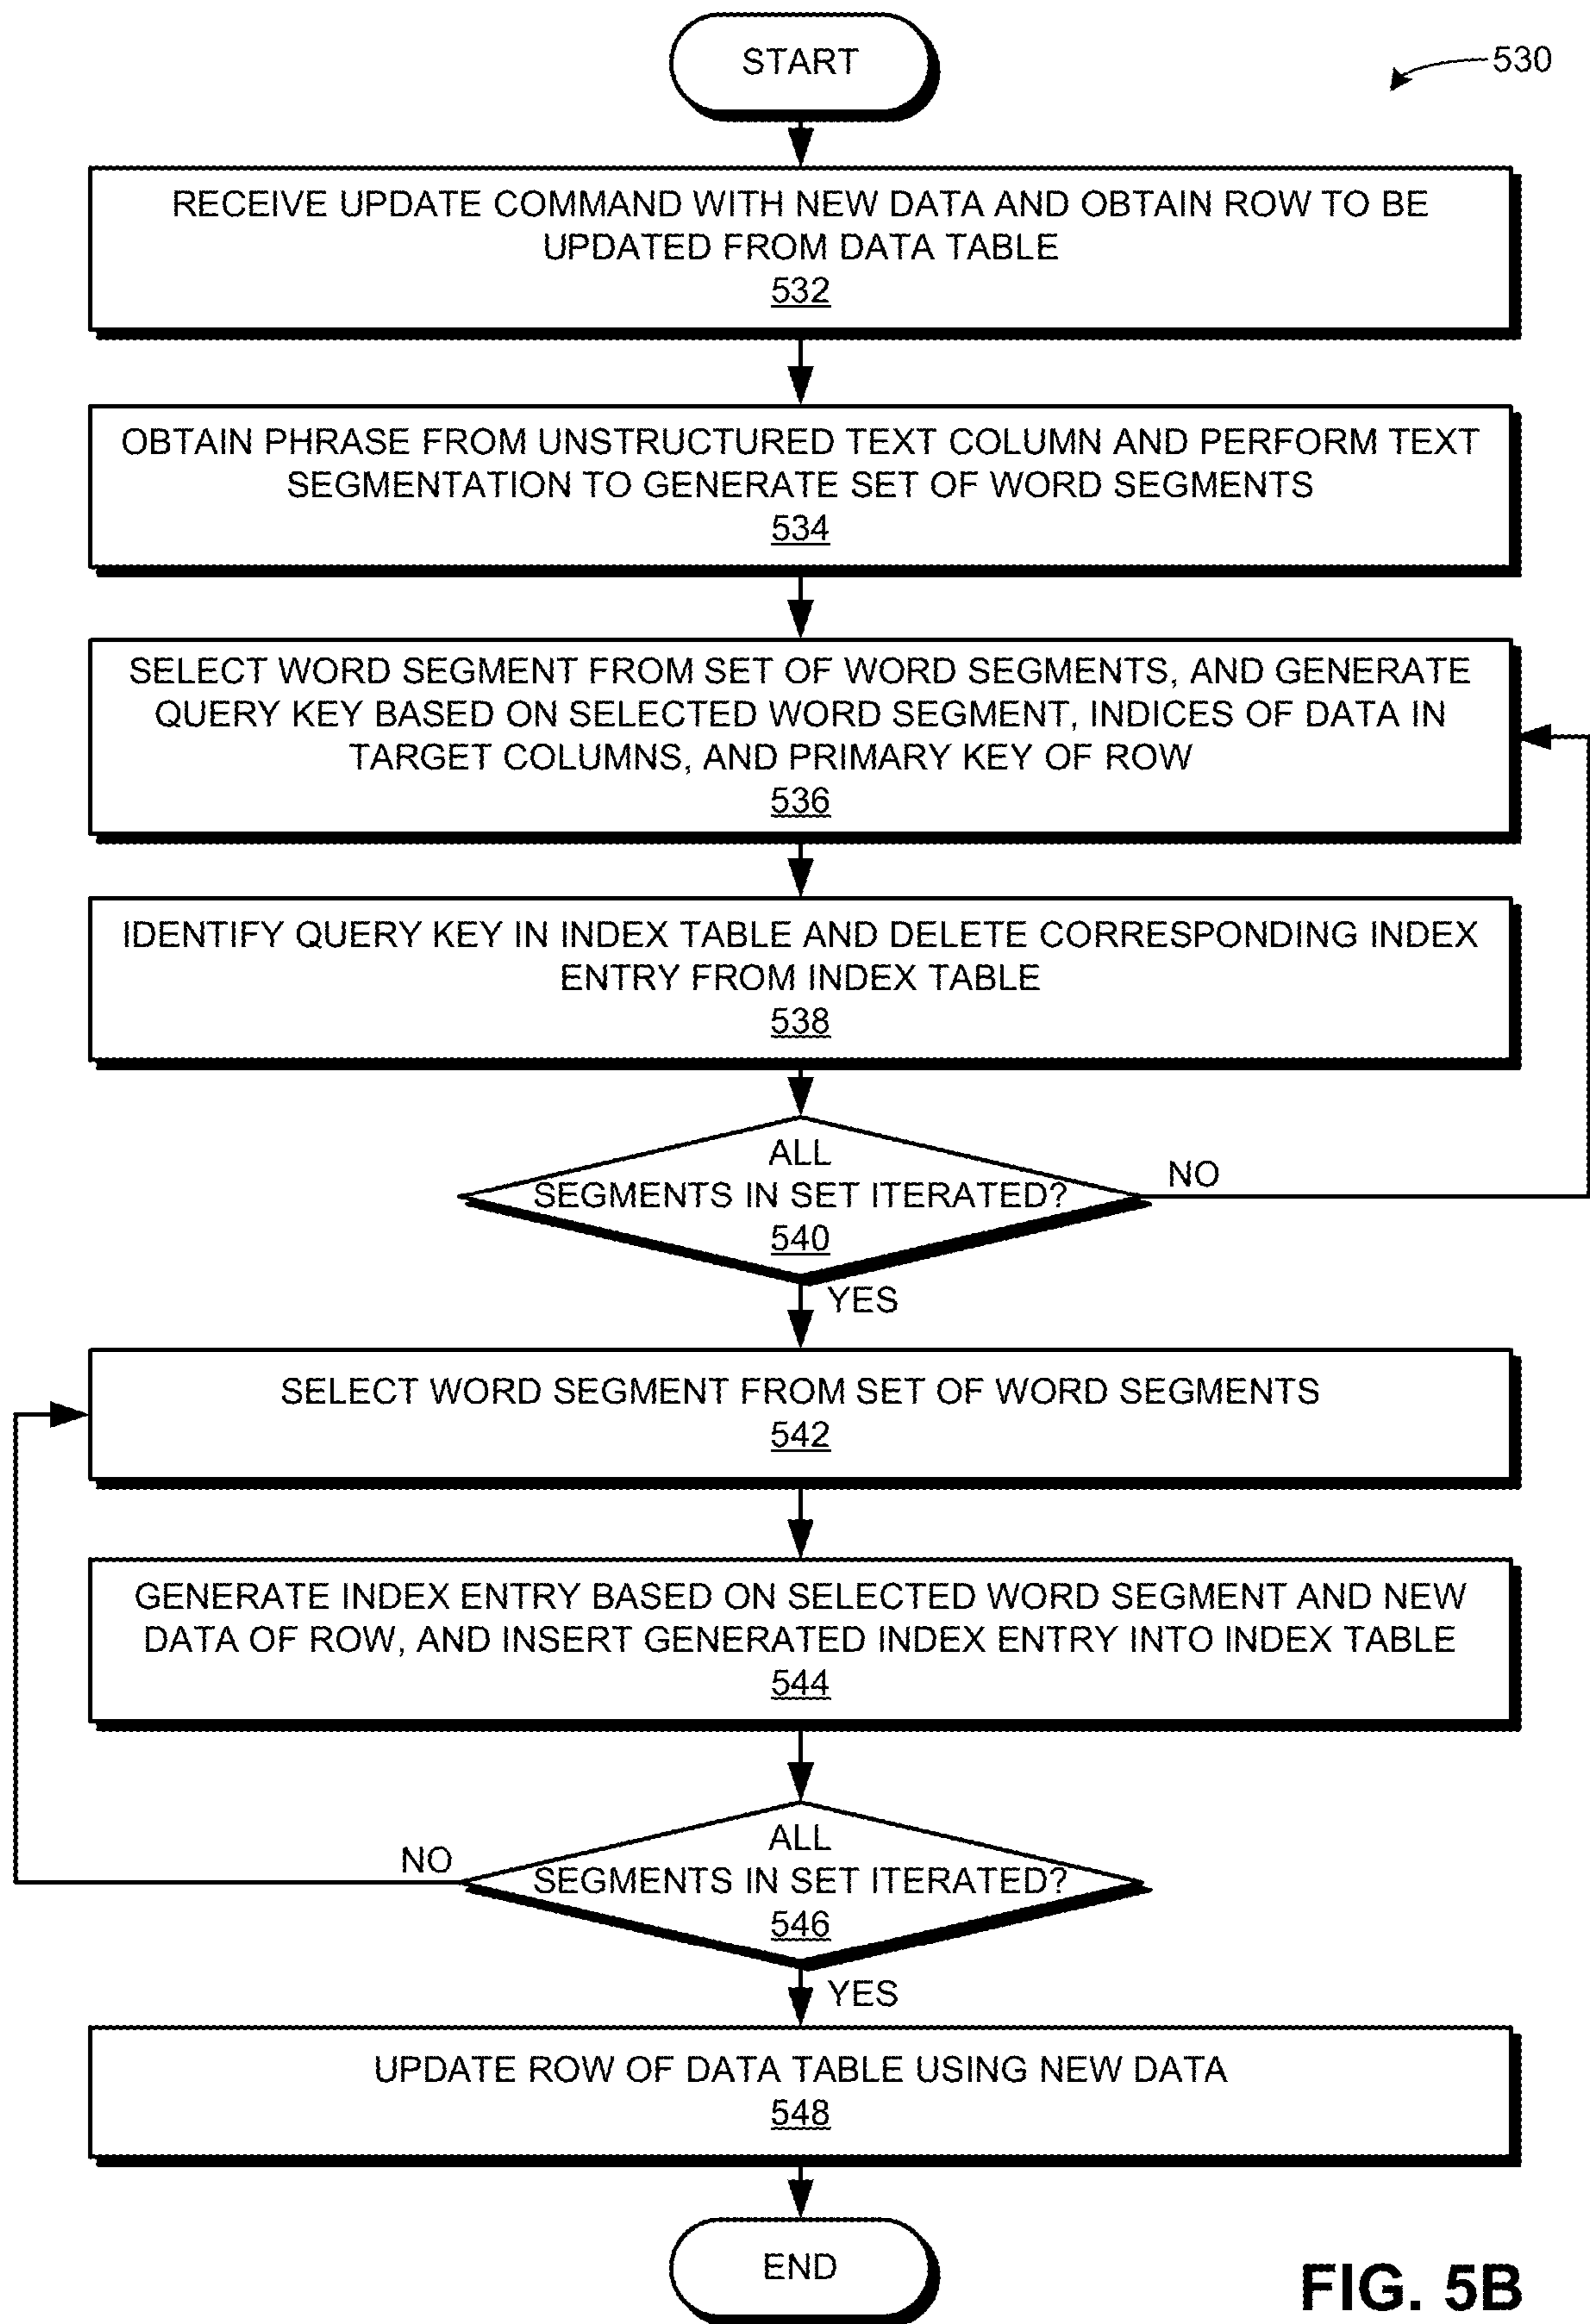 START
530
RECEIVE UPDATE COMMAND WITH NEW DATA AND OBTAIN ROW TO BE
UPDATED FROM DATA TABLE
532
OBTAIN PHRASE FROM UNSTRUCTURED TEXT COLUMN AND PERFORM TEXT
SEGMENTATION TO GENERATE SET OF WORD SEGMENTS
534
SELECT WORD SEGMENT FROM SET OF WORD SEGMENTS, AND GENERATE
QUERY KEY BASED ON SELECTED WORD SEGMENT, INDICES OF DATA IN
TARGET COLUMNS, AND PRIMARY KEY OF ROW
536
IDENTIFY QUERY KEY IN INDEX TABLE AND DELETE CORRESPONDING INDEX
ENTRY FROM INDEX TABLE
538
ALL
SEGMENTS IN SET ITERATED?
540
NO
YES
SELECT WORD SEGMENT FROM SET OF WORD SEGMENTS
542
GENERATE INDEX ENTRY BASED ON SELECTED WORD SEGMENT AND NEW
DATA OF ROW, AND INSERT GENERATED INDEX ENTRY INTO INDEX TABLE
544
ALL
SEGMENTS IN SET ITERATED?
546
NO
YES
UPDATE ROW OF DATA TABLE USING NEW DATA
548
END
FIG. 5B